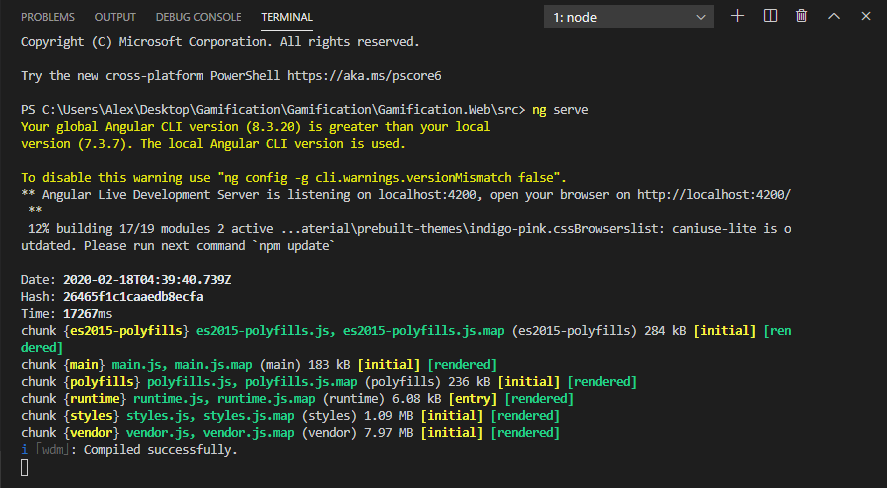 PROBLEMS OUTPUT DEBUG CONSOLE TERMINAL 1: node
Copyright (C) Microsoft Corporation. All rights reserved.
Try the new cross-platform PowerShell https://aka.ms/pscore6
PS C:\Users\Alex\Desktop\Gamification\Gamification\Gamification.Web\src> ng serve
Your global Angular CLI version (8.3.20) is greater than your local
version (7.3.7). The local Angular CLI version is used.
To disable this warning use "ng config -g cli.warnings.versionMismatch false".
** Angular Live Development Server is listening on localhost:4200, open your browser on http://localhost:4200/
**
12% building 17/19 modules 2 active ...aterial\prebuilt-themes\indigo-pink.cssBrowserslist: caniuse-lite is o
utdated. Please run next command `npm update`
Date: 2020-02-18T04:39:40.739Z
Hash: 26465f1c1caaedb8ecfa
Time: 17267ms
chunk {es2015-polyfills} es2015-polyfills.js, es2015-polyfills.js.map (es2015-polyfills) 284 kB [initial] [ren
dered]
chunk {main} main.js, main.js.map (main) 183 kB [initial] [rendered]
chunk {polyfills} polyfills.js, polyfills.js.map (polyfills) 236 kB [initial] [rendered]
chunk {runtime} runtime.js, runtime.js.map (runtime) 6.08 kB [entry] [rendered]
chunk {styles} styles.js, styles.js.map (styles) 1.09 MB [initial] [rendered]
chunk {vendor} vendor.js, vendor.js.map (vendor) 7.97 MB [initial] [rendered]
i ｢wdm｣: Compiled successfully.